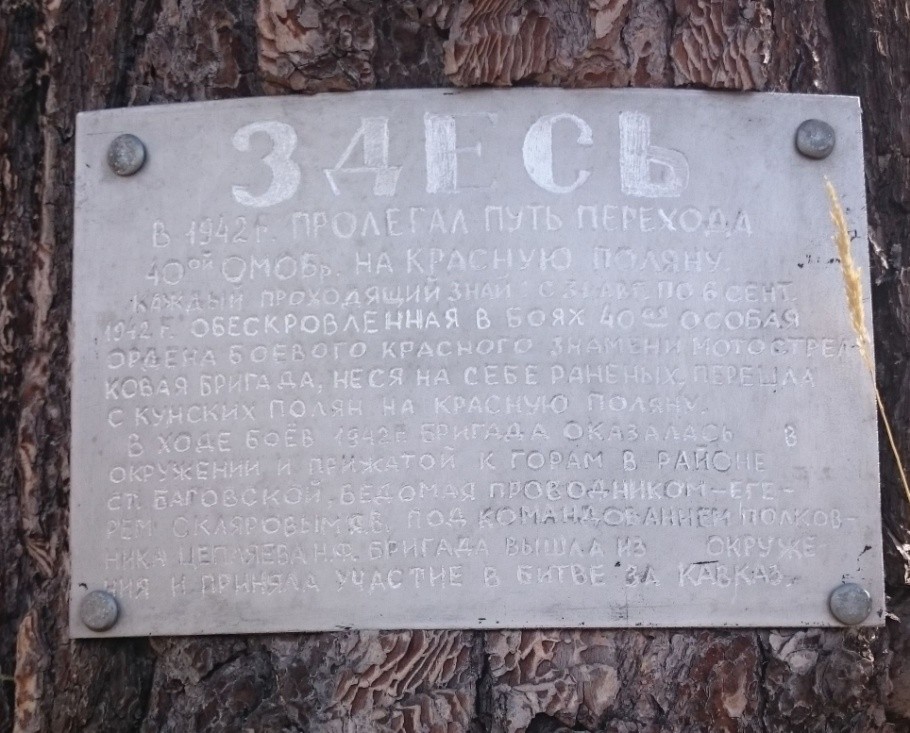 ЗДЕСЬ
В 1942 г. ПРОЛЕГАЛ ПУТЬ ПЕРЕХОДА
40ой ОМОБр. НА КРАСНУЮ ПОЛЯНУ
КАЖДЫЙ ПРОХОДЯЩИЙ ЗНАЙ! С 31 АВГ. ПО 6 СЕНТ.
1942 г. ОБЕСКРОВЛЕННАЯ В БОЯХ 40ая ОСОБАЯ
ОРДЕНА БОЕВОГО КРАСНОГО ЗНАМЕНИ МОТОСТРЕЛ-
КОВАЯ БРИГАДА, НЕСЯ НА СЕБЕ РАНЕНЫХ, ПЕРЕШЛА
С КУНСКИХ ПОЛЯН НА КРАСНУЮ ПОЛЯНУ.
В ХОДЕ БОЁВ 1942 г. БРИГАДА ОКАЗАЛАСЬ В
ОКРУЖЕНИИ И ПРИЖАТОЙ К ГОРАМ В РАЙОНЕ
СТ. БАГОВСКОЙ. ВЕДОМАЯ ПРОВОДНИКОМ-ЕГЕ-
РЕМ СКЛЯРОВЫМ ПОД КОМАНДОВАНИЕМ ПОЛКОВ-
НИКА ЦЕПЛЯЕВА Н.Ф. БРИГАДА ВЫШЛА ИЗ ОКРУЖЕ-
НИЯ И ПРИНЯЛА УЧАСТИЕ В БИТВЕ ЗА КАВКАЗ.